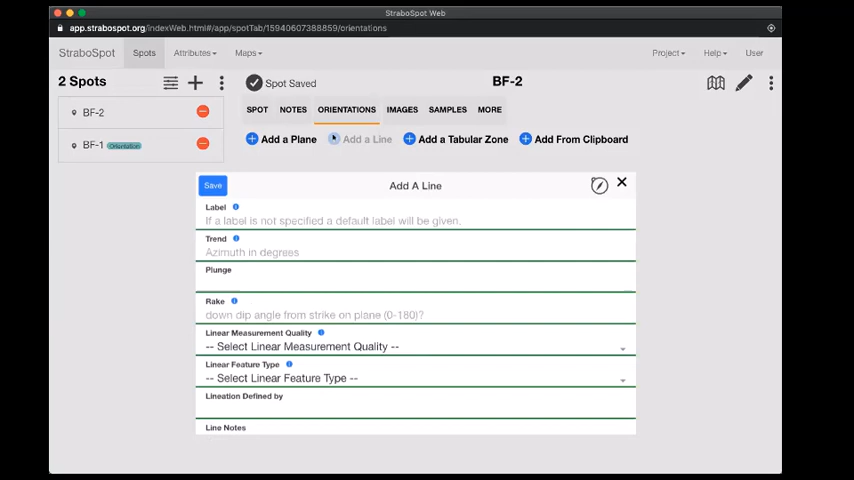 StraboSpot Web
app.strabospot.org/indexWeb.html#/app/spotTab/15940607388859/orientations
StraboSpot Spots Attributes Maps Project Help User
2 Spots Spot Saved BF-2
BF-2
BF-1 Orientation
SPOT NOTES ORIENTATIONS IMAGES SAMPLES MORE
Add a Plane Add a Line Add a Tabular Zone Add From Clipboard
Save Add A Line
Label
If a label is not specified a default label will be given.
Trend
Azimuth in degrees
Plunge
Rake
down dip angle from strike on plane (0-180)?
Linear Measurement Quality
-- Select Linear Measurement Quality --
Linear Feature Type
-- Select Linear Feature Type --
Lineation Defined by
Line Notes